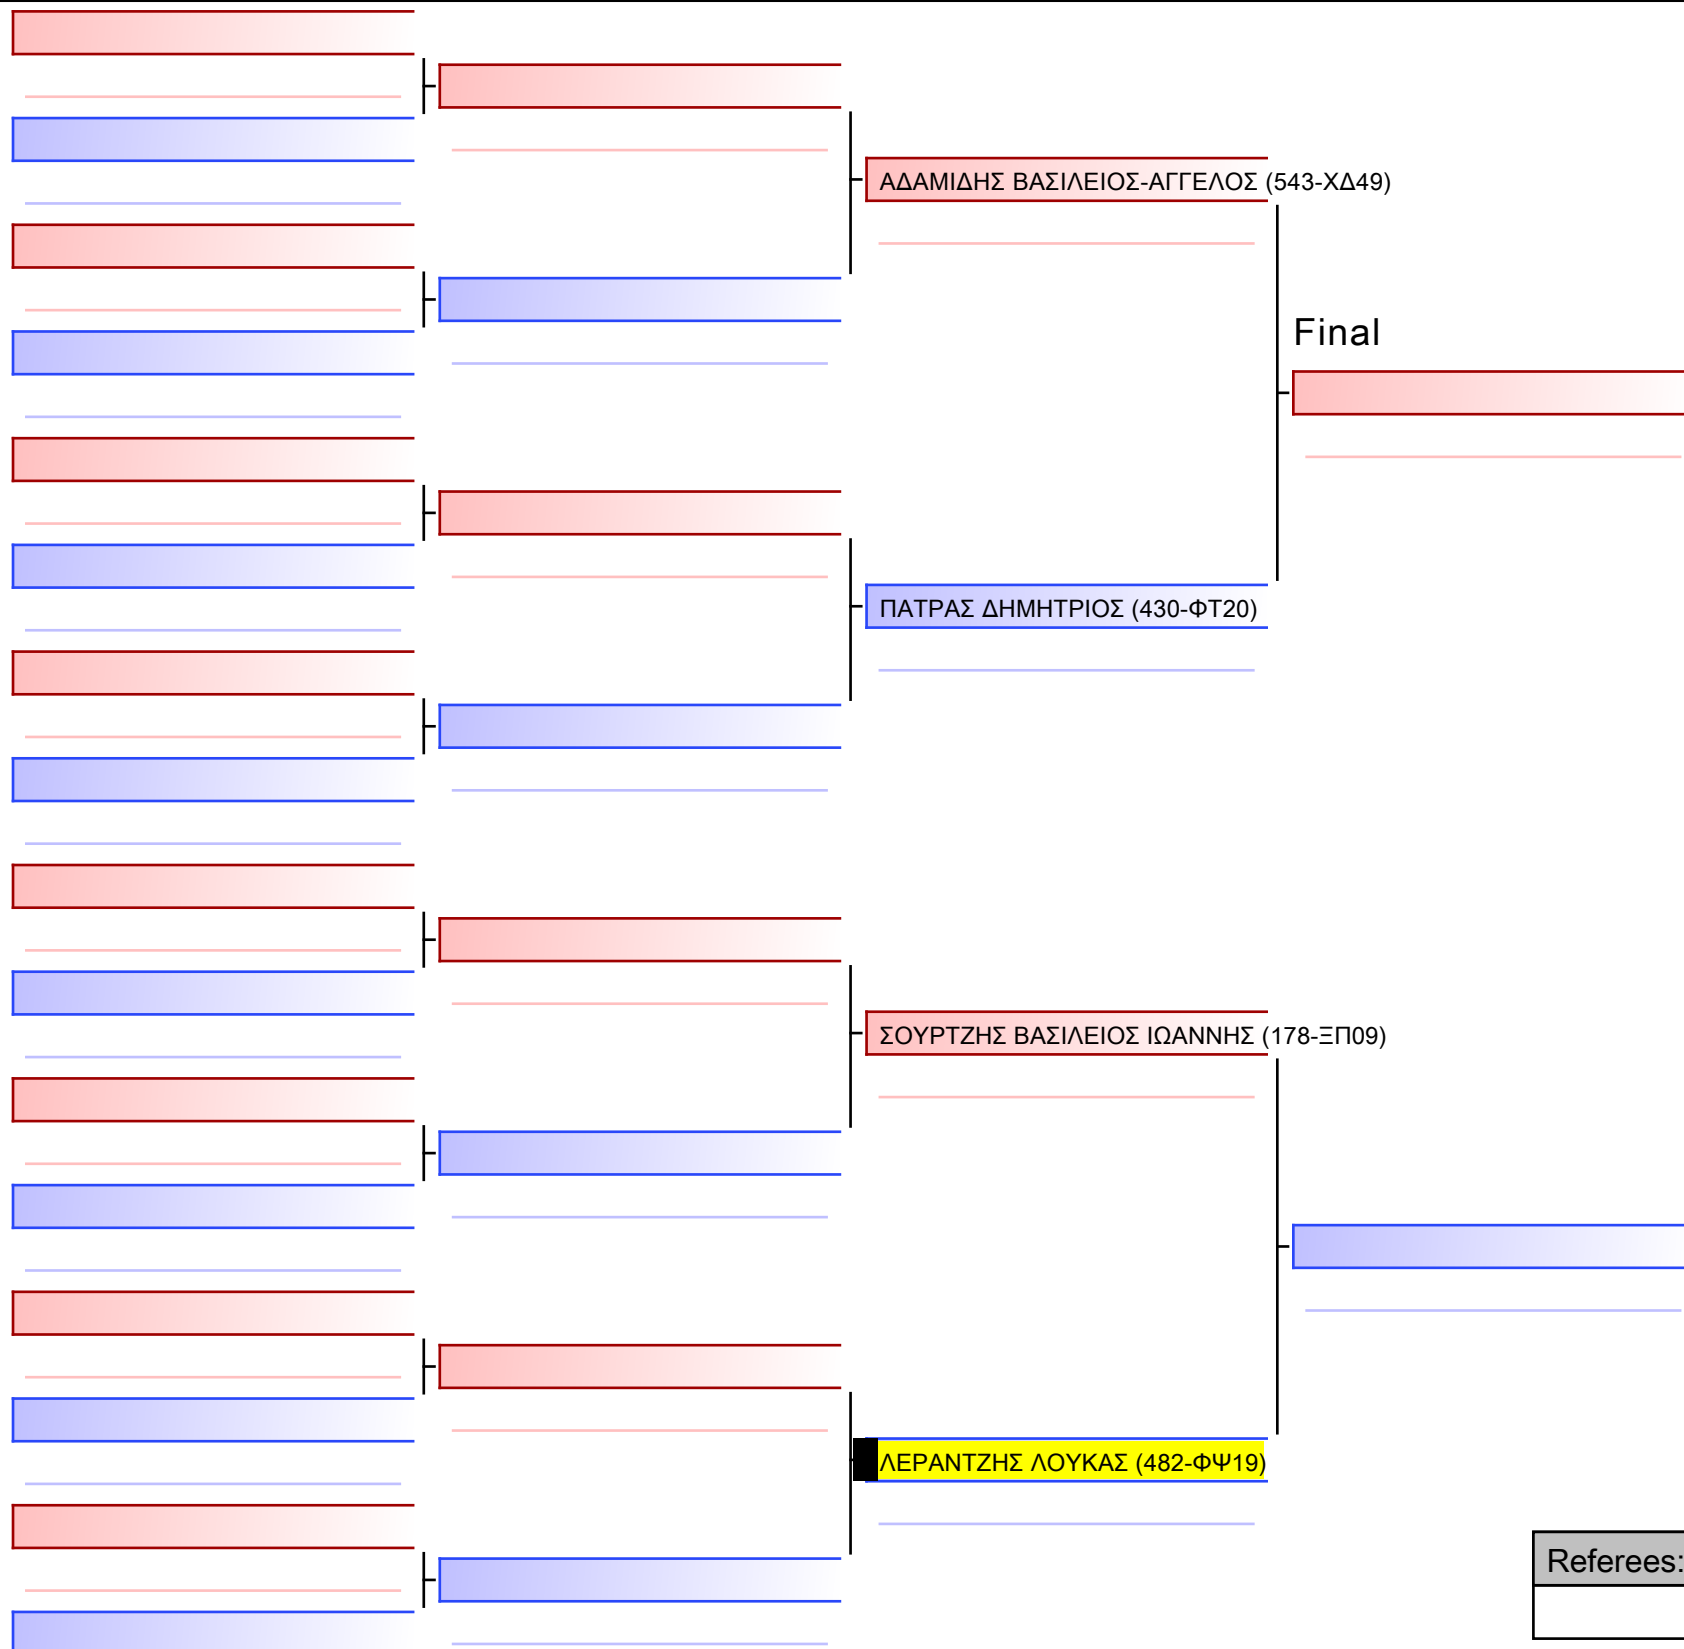 ΑΔΑΜΙΔΗΣ ΒΑΣΙΛΕΙΟΣ-ΑΓΓΕΛΟΣ (543-ΧΔ49)
Final
ΠΑΤΡΑΣ ΔΗΜΗΤΡΙΟΣ (430-ΦΤ20)
ΣΟΥΡΤΖΗΣ ΒΑΣΙΛΕΙΟΣ ΙΩΑΝΝΗΣ (178-ΞΠ09)
ΛΕΡΑΝΤΖΗΣ ΛΟΥΚΑΣ (482-ΦΨ19)
Referees: